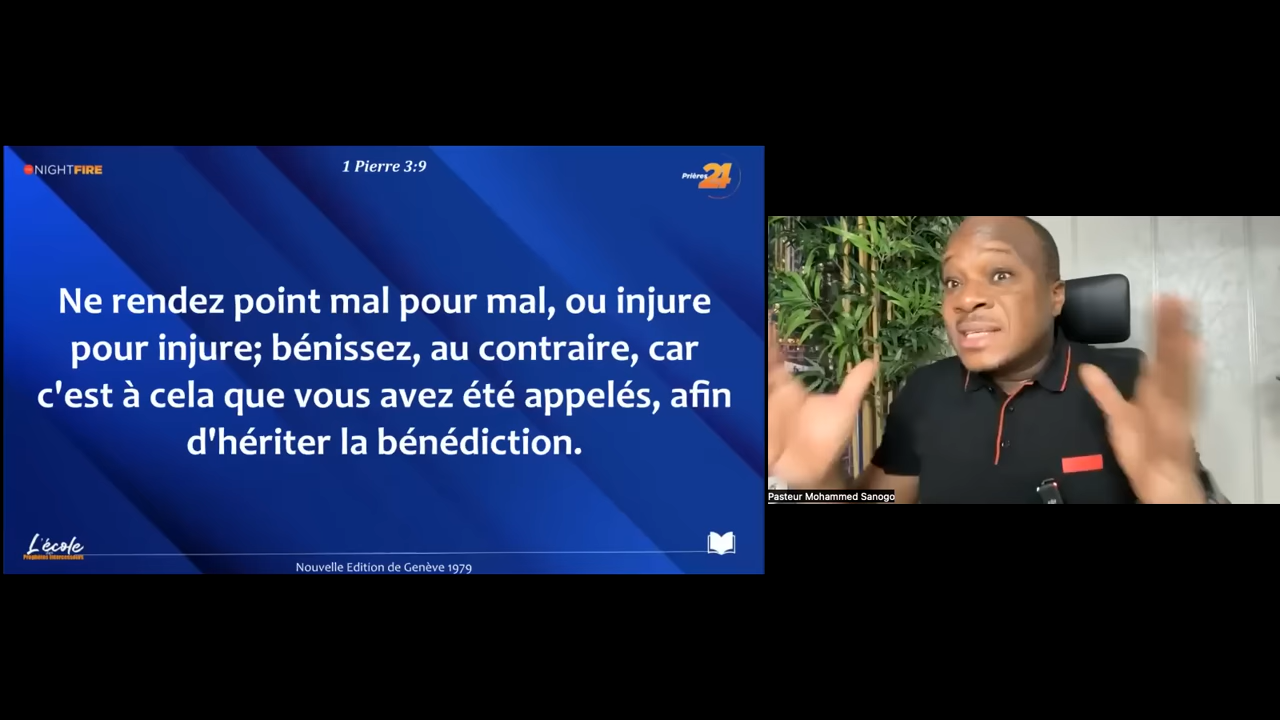 NIGHTFIRE
1 Pierre 3:9
Prières 24
Ne rendez point mal pour mal, ou injure
pour injure; bénissez, au contraire, car
c'est à cela que vous avez été appelés, afin
d'hériter la bénédiction.
L'école
Nouvelle Edition de Genève 1979
Pasteur Mohammed Sanogo